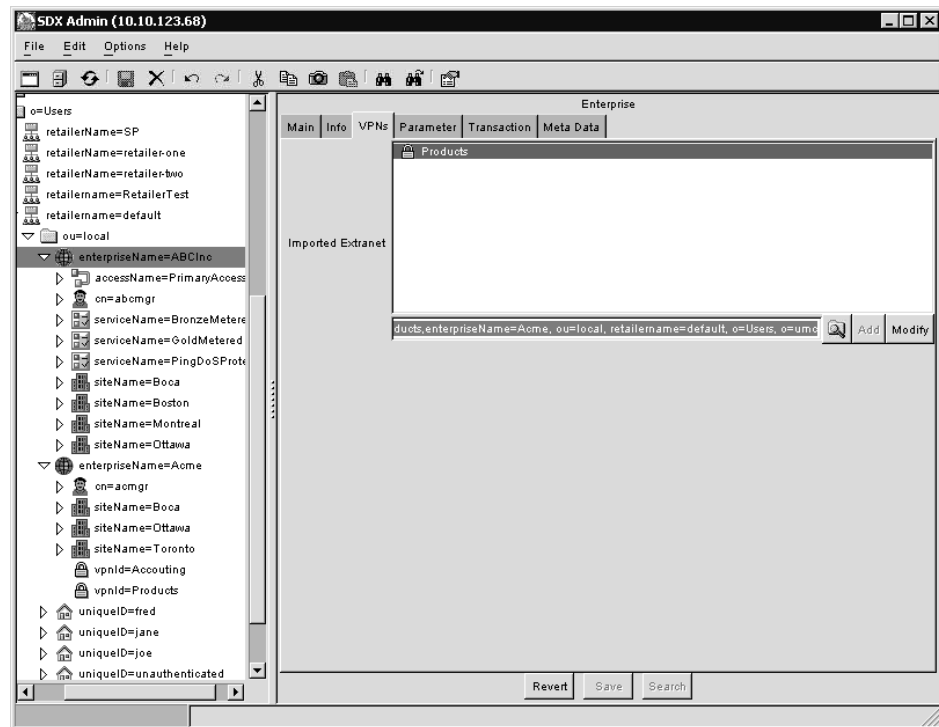 SDX Admin (10.10.123.68)
File Edit Options Help
o=Users
retailerName=SP
retailerName=retailer-one
retailerName=retailer-two
retailername=RetailerTest
retailername=default
ou=local
enterpriseName=ABCInc
accessName=PrimaryAccess
cn=abcmgr
serviceName=BronzeMetere
serviceName=GoldMetered
serviceName=PingDoSProte
siteName=Boca
siteName=Boston
siteName=Montreal
siteName=Ottawa
enterpriseName=Acme
cn=acmgr
siteName=Boca
siteName=Ottawa
siteName=Toronto
vpnId=Accouting
vpnId=Products
uniqueID=fred
uniqueID=jane
uniqueID=joe
uniqueID=unauthenticated
Enterprise
Main Info VPNs Parameter Transaction Meta Data
Products
Imported Extranet
ducts,enterpriseName=Acme, ou=local, retailername=default, o=Users, o=umc
Add Modify
Revert Save Search